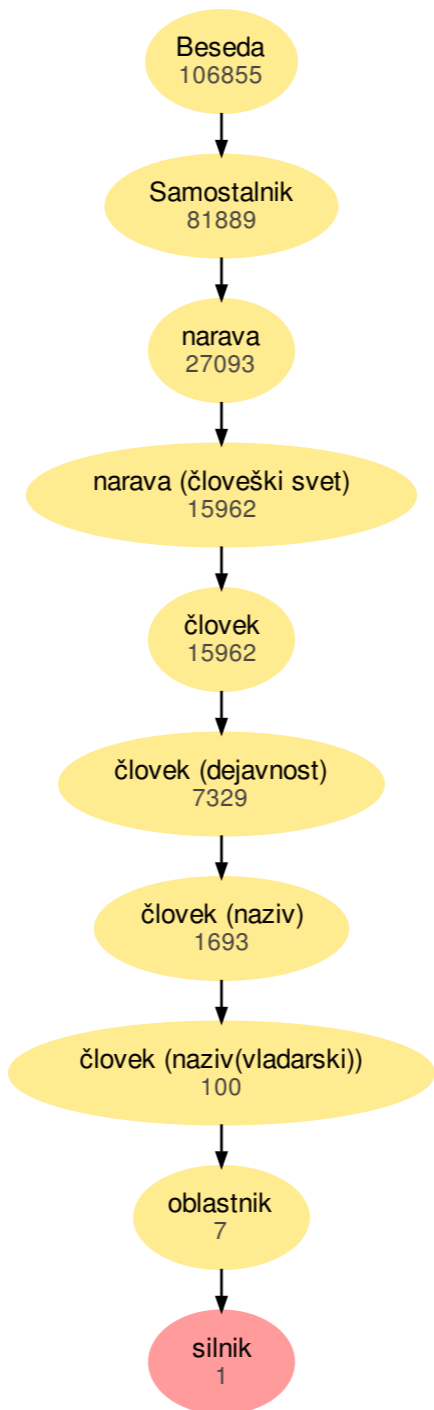 Beseda
106855
Samostalnik
81889
narava
27093
narava (človeški svet)
15962
človek
15962
človek (dejavnost)
7329
človek (naziv)
1693
človek (naziv(vladarski))
100
oblastnik
7
silnik
1